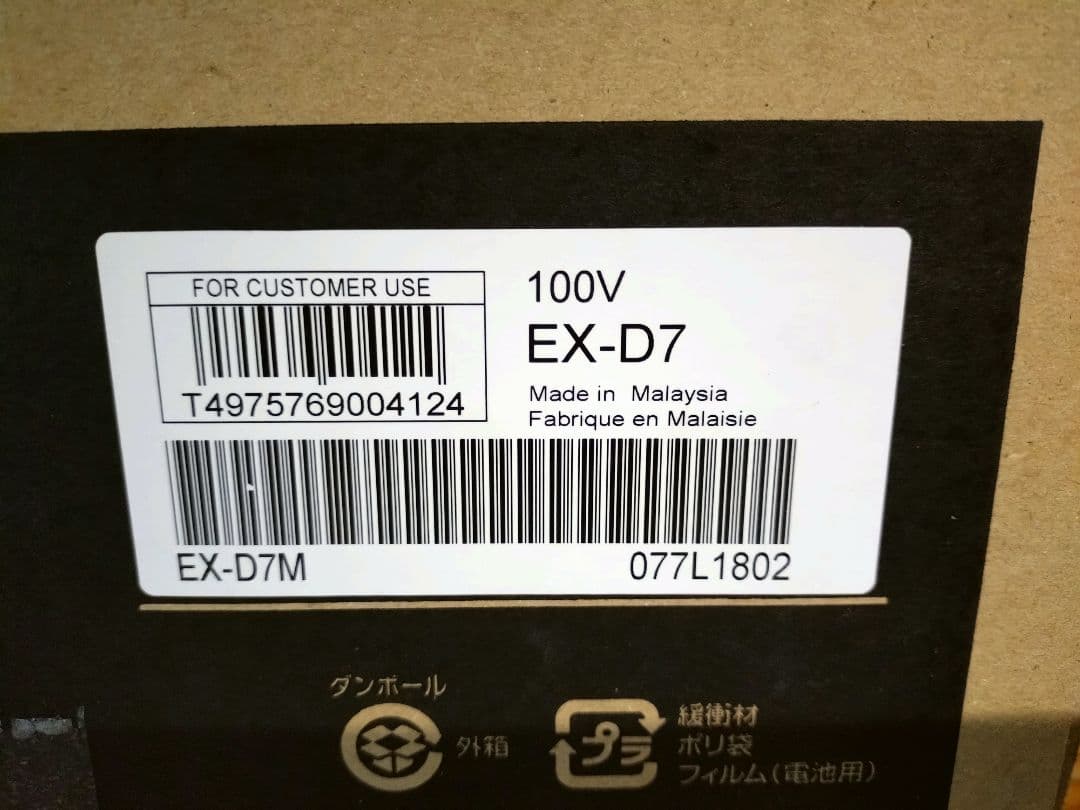 FOR CUSTOMER USE
T4975769004124
100V
EX-D7
Made in Malaysia
Fabrique en Malaisie
EX-D7M 077L1802
ダンボール
外箱
プラ
緩衝材
ポリ袋
フィルム(電池用)